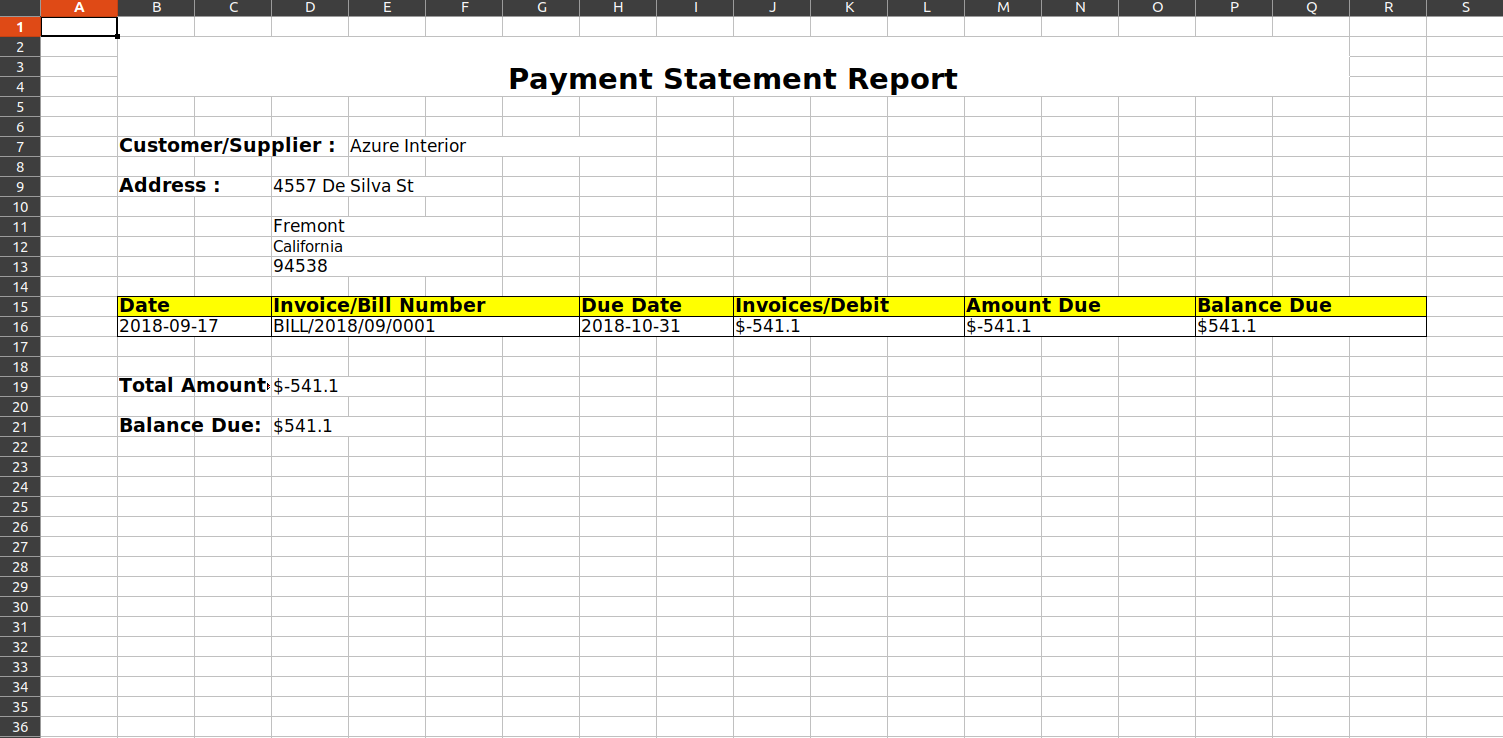 A B C D E F G H I J K L M N O P Q R S
1
2
3 Payment Statement Report
4
5
6
7 Customer/Supplier : Azure Interior
8
9 Address : 4557 De Silva St
10
11 Fremont
12 California
13 94538
14
15 Date Invoice/Bill Number Due Date Invoices/Debit Amount Due Balance Due
16 2018-09-17 BILL/2018/09/0001 2018-10-31 $-541.1 $-541.1 $541.1
17
18
19 Total Amount $-541.1
20
21 Balance Due: $541.1
22
23
24
25
26
27
28
29
30
31
32
33
34
35
36